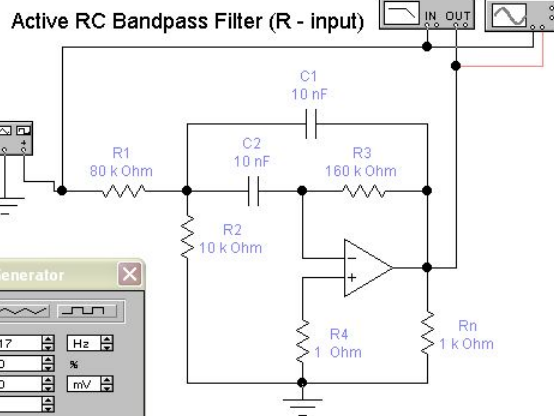 Active RC Bandpass Filter (R - input)
IN OUT
C1
10 nF
C2
10 nF
R1
80 k Ohm
R3
160 k Ohm
R2
10 k Ohm
R4
1 Ohm
Rn
1 k Ohm
Hz
%
mV